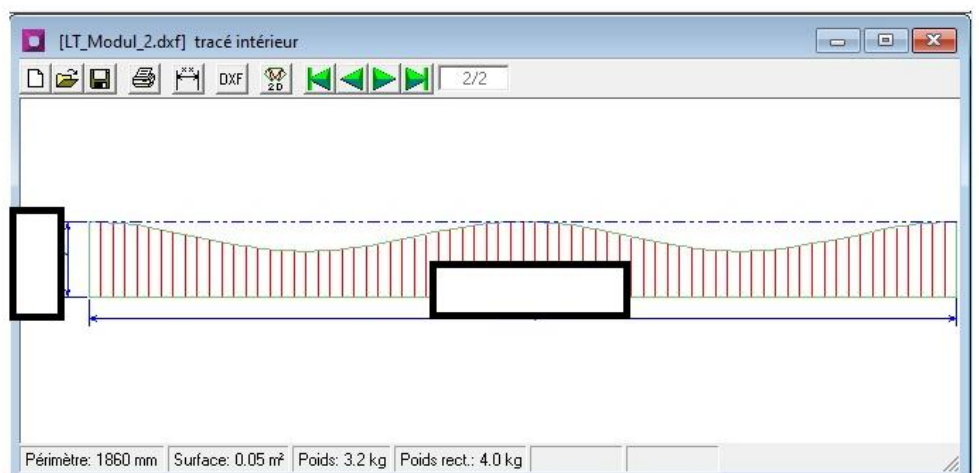 [LT_Modul_2.dxf] tracé intérieur
DXF 2D 2/2
Périmètre: 1860 mm Surface: 0.05 m² Poids: 3.2 kg Poids rect.: 4.0 kg